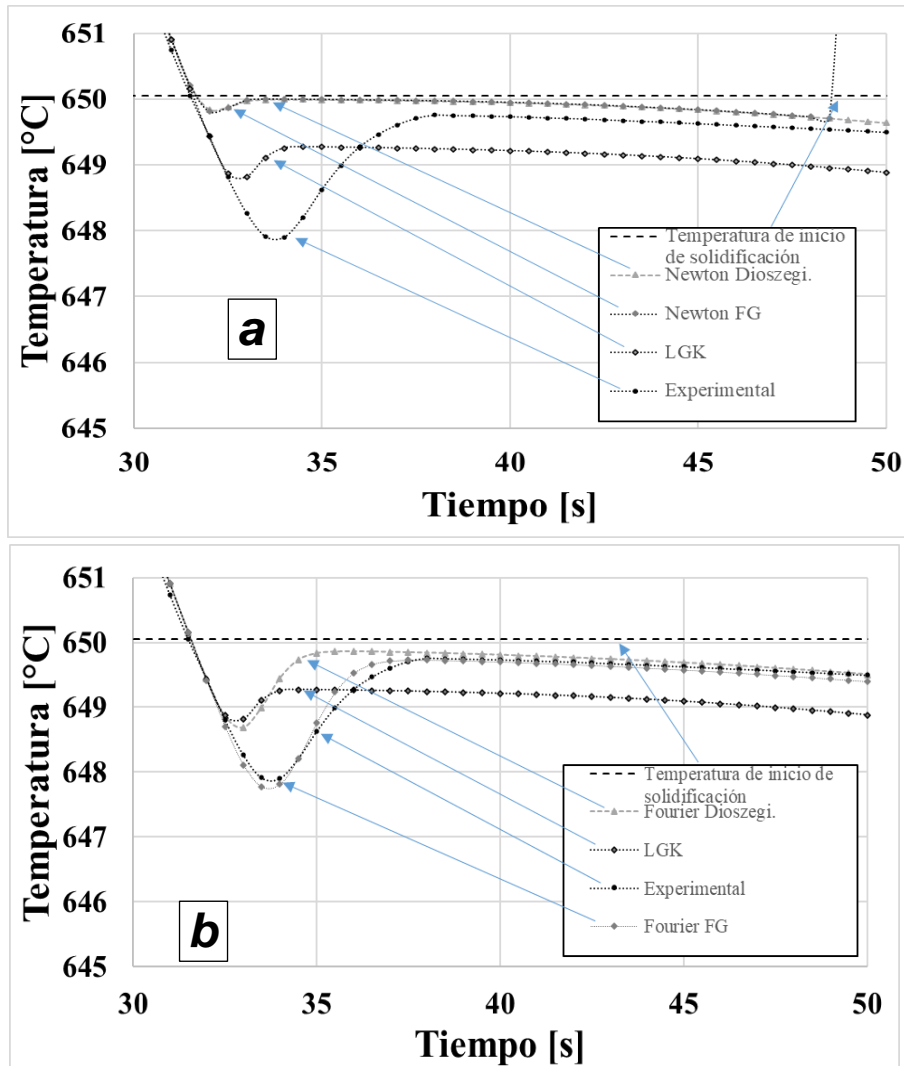 651
650
649
648
647
646
645
Temperatura [°C]
a
Temperatura de inicio
de solidificación
Newton Dioszegi.
Newton FG
LGK
Experimental
30
35
40
45
50
Tiempo [s]
651
650
649
648
647
646
645
Temperatura [°C]
b
Temperatura de inicio de
solidificación
Fourier Dioszegi.
LGK
Experimental
Fourier FG
30
35
40
45
50
Tiempo [s]